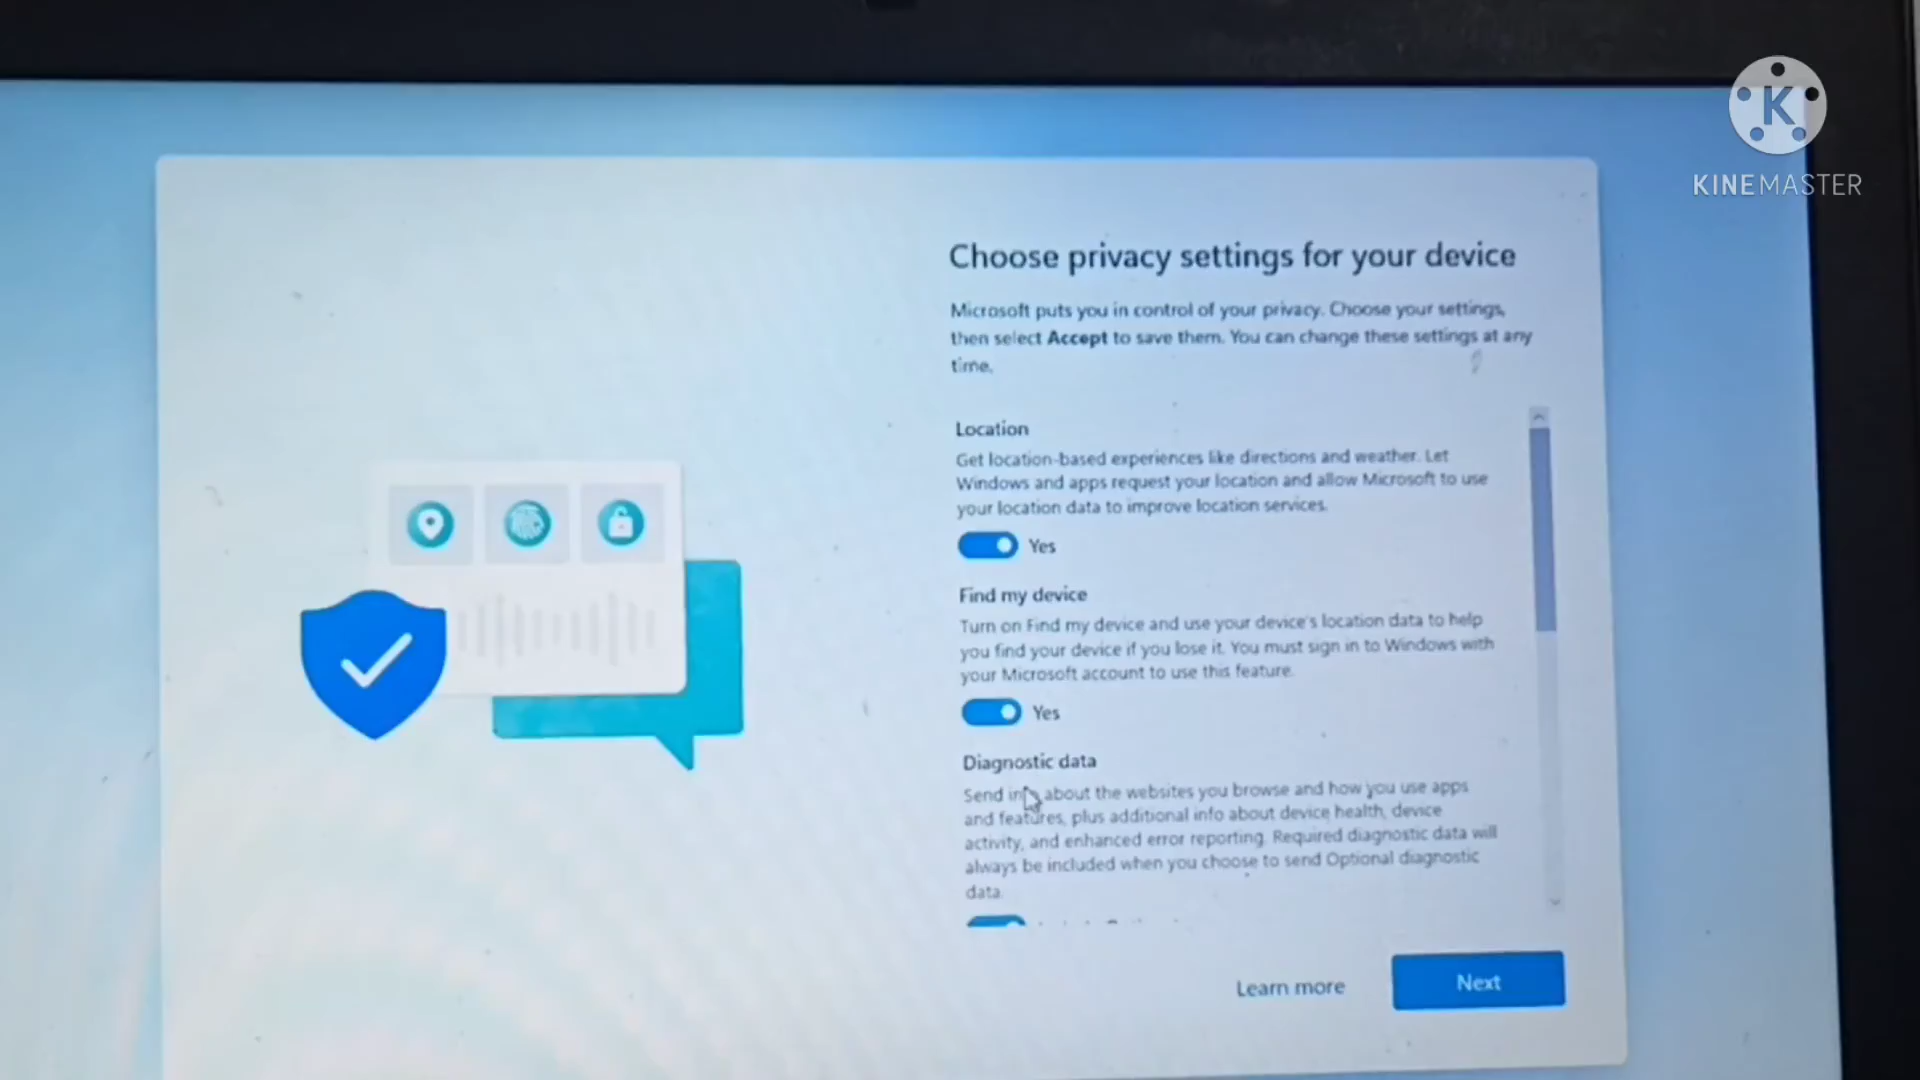 K
KINEMASTER
Choose privacy settings for your device
Microsoft puts you in control of your privacy. Choose your settings,
then select Accept to save them. You can change these settings at any
time.
Location
Get location-based experiences like directions and weather. Let
Windows and apps request your location and allow Microsoft to use
your location data to improve location services.
Yes
Find my device
Turn on Find my device and use your device's location data to help
you find your device if you lose it. You must sign in to Windows with
your Microsoft account to use this feature.
Yes
Diagnostic data
Send info about the websites you browse and how you use apps
and features, plus additional info about device health, device
activity, and enhanced error reporting. Required diagnostic data will
always be included when you choose to send Optional diagnostic
data.
Learn more
Next